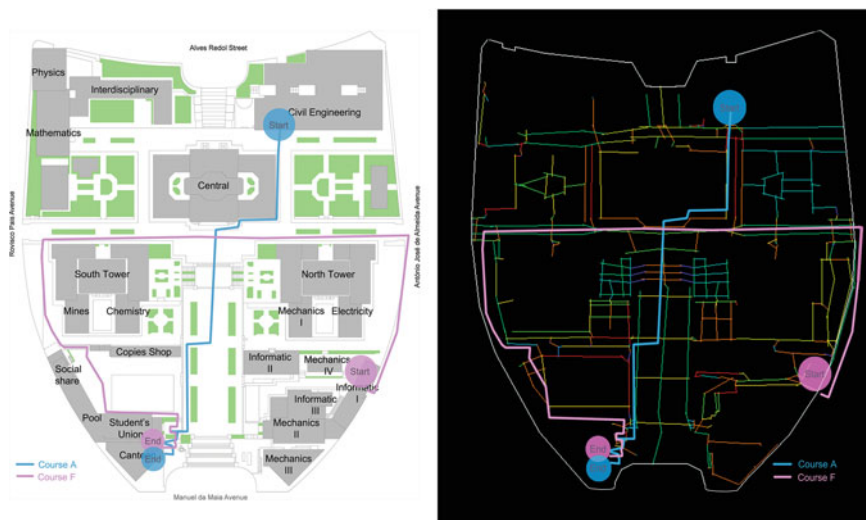 Alves Redol Street
Physics
Interdisciplinary
Civil Engineering
Start
Mathematics
Central
Rovisco Pais Avenue
António José de Almeida Avenue
South Tower
North Tower
Mines
Chemistry
Mechanics
I
Electricity
Copies Shop
Informatic
II
Mechanics
IV
Social
share
Start
Informatic
I
Informatic
III
Pool
Student's
Union
Mechanics
II
End
Cante
End
Mechanics
III
Course A
Course F
Manuel da Maia Avenue
Start
Start
End
End
Course A
Course F